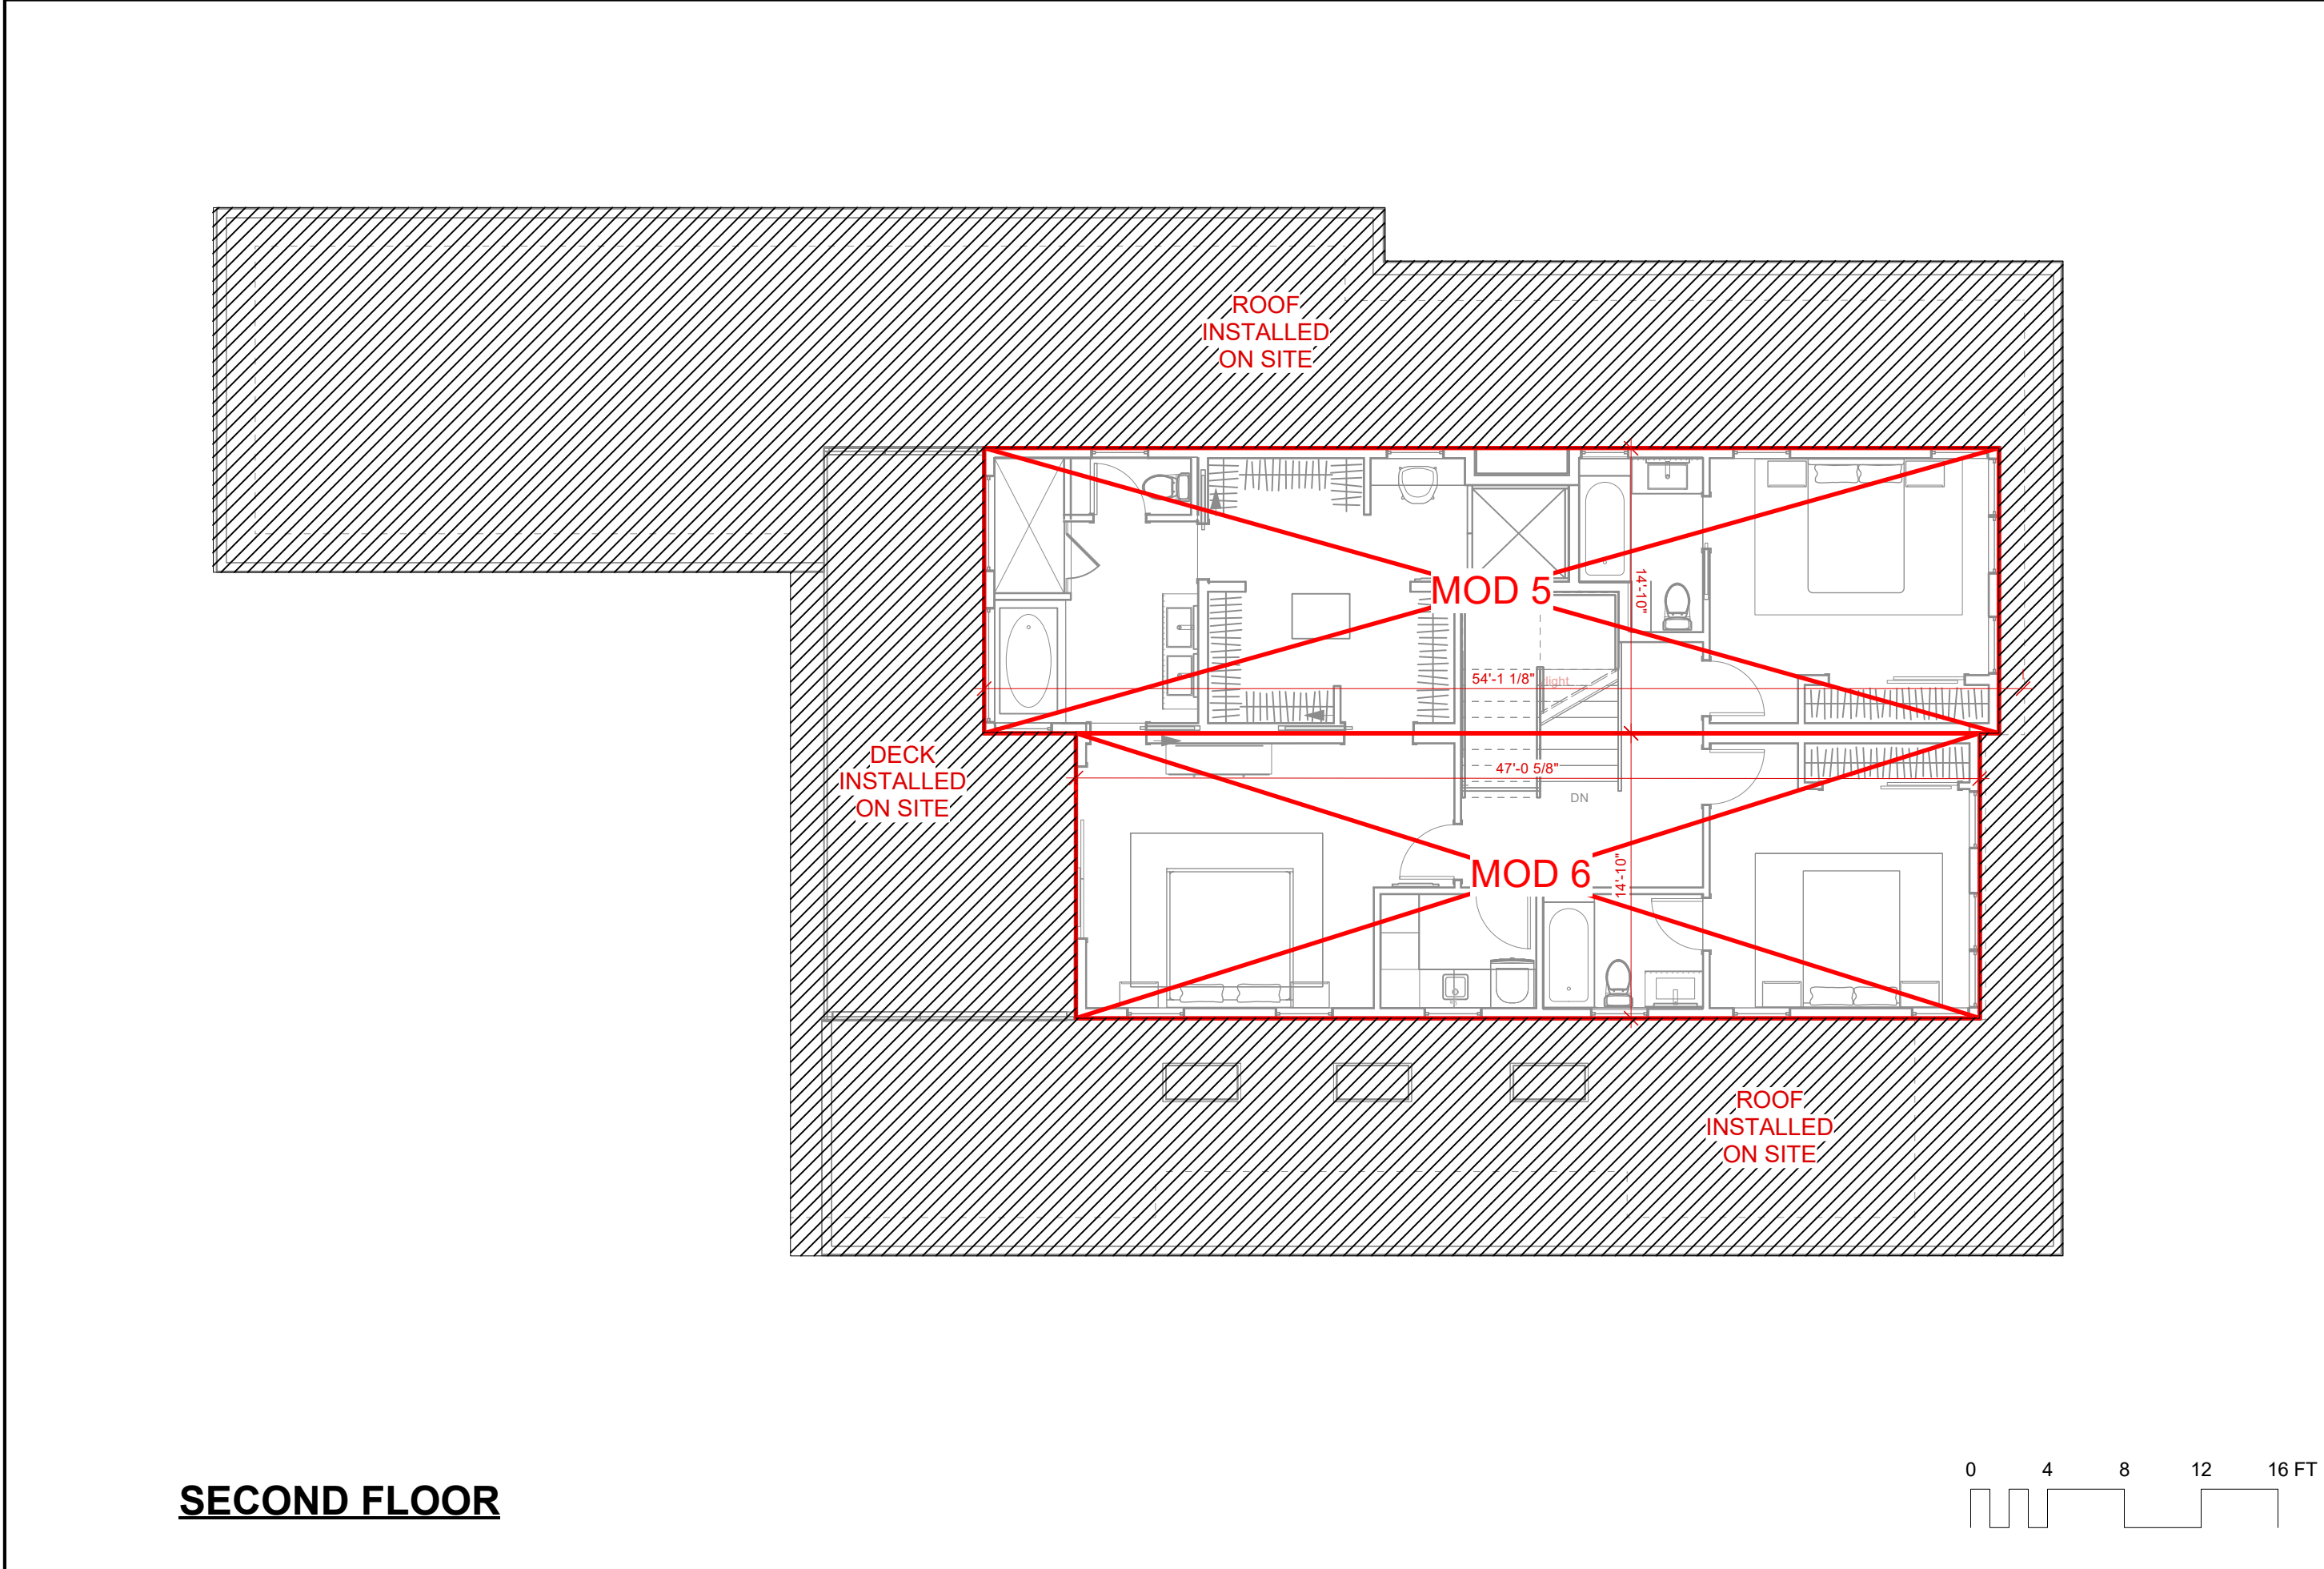 ROOF
INSTALLED
ON SITE
MOD 5
14'-10"
54'-1 1/8"
light
DECK
INSTALLED
ON SITE
47'-0 5/8"
DN
MOD 6
14'-10"
ROOF
INSTALLED
ON SITE
SECOND FLOOR
0 4 8 12 16 FT